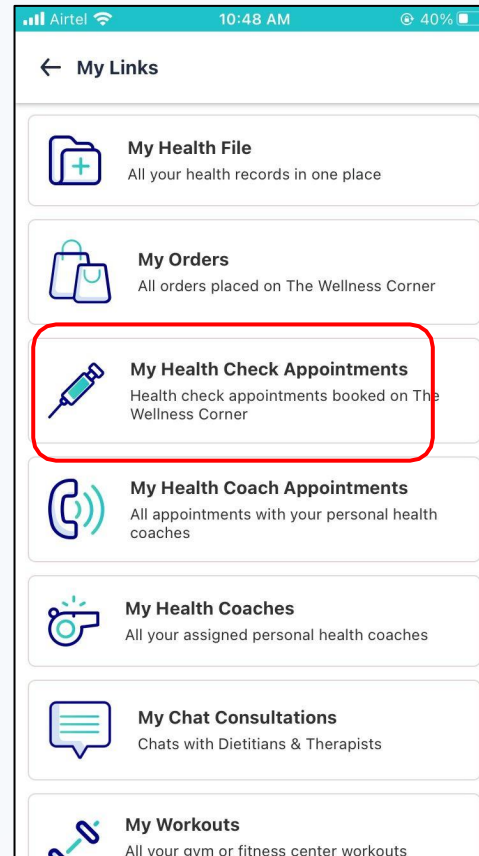 Airtel 10:48 AM 40%
My Links
My Health File
All your health records in one place
My Orders
All orders placed on The Wellness Corner
My Health Check Appointments
Health check appointments booked on The
Wellness Corner
My Health Coach Appointments
All appointments with your personal health
coaches
My Health Coaches
All your assigned personal health coaches
My Chat Consultations
Chats with Dietitians & Therapists
My Workouts
All your gym or fitness center workouts